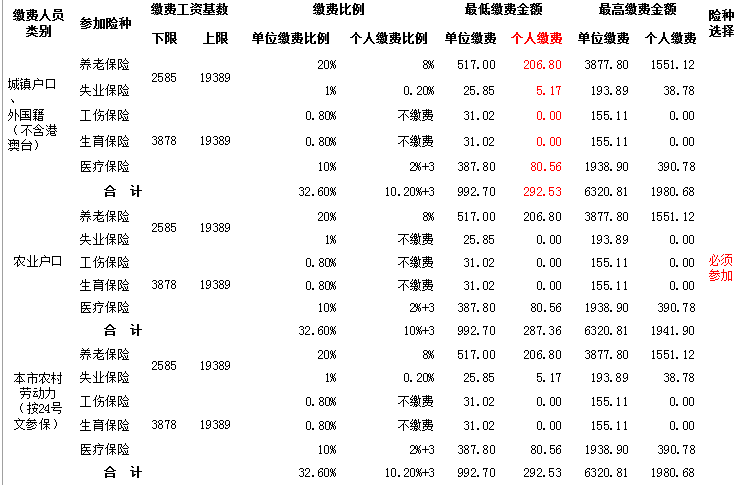 缴费人员类别 参加险种 缴费工资基数 缴费比例 最低缴费金额 最高缴费金额 险种选择
下限 上限 单位缴费比例 个人缴费比例 单位缴费 个人缴费 单位缴费 个人缴费
城镇户口、外国籍（不含港澳台）
养老保险 2585 19389 20% 8% 517.00 206.80 3877.80 1551.12
失业保险 1% 0.20% 25.85 5.17 193.89 38.78
工伤保险 3878 19389 0.80% 不缴费 31.02 0.00 155.11 0.00
生育保险 0.80% 不缴费 31.02 0.00 155.11 0.00
医疗保险 10% 2%+3 387.80 80.56 1938.90 390.78
合 计 32.60% 10.20%+3 992.70 292.53 6320.81 1980.68
农业户口
养老保险 2585 19389 20% 8% 517.00 206.80 3877.80 1551.12
失业保险 1% 不缴费 25.85 0.00 193.89 0.00
工伤保险 3878 19389 0.80% 不缴费 31.02 0.00 155.11 0.00
生育保险 0.80% 不缴费 31.02 0.00 155.11 0.00
医疗保险 10% 2%+3 387.80 80.56 1938.90 390.78
合 计 32.60% 10%+3 992.70 287.36 6320.81 1941.90
必须参加
本市农村劳动力（按24号文参保）
养老保险 2585 19389 20% 8% 517.00 206.80 3877.80 1551.12
失业保险 1% 0.20% 25.85 5.17 193.89 38.78
工伤保险 3878 19389 0.80% 不缴费 31.02 0.00 155.11 0.00
生育保险 0.80% 不缴费 31.02 0.00 155.11 0.00
医疗保险 10% 2%+3 387.80 80.56 1938.90 390.78
合 计 32.60% 10.20%+3 992.70 292.53 6320.81 1980.68